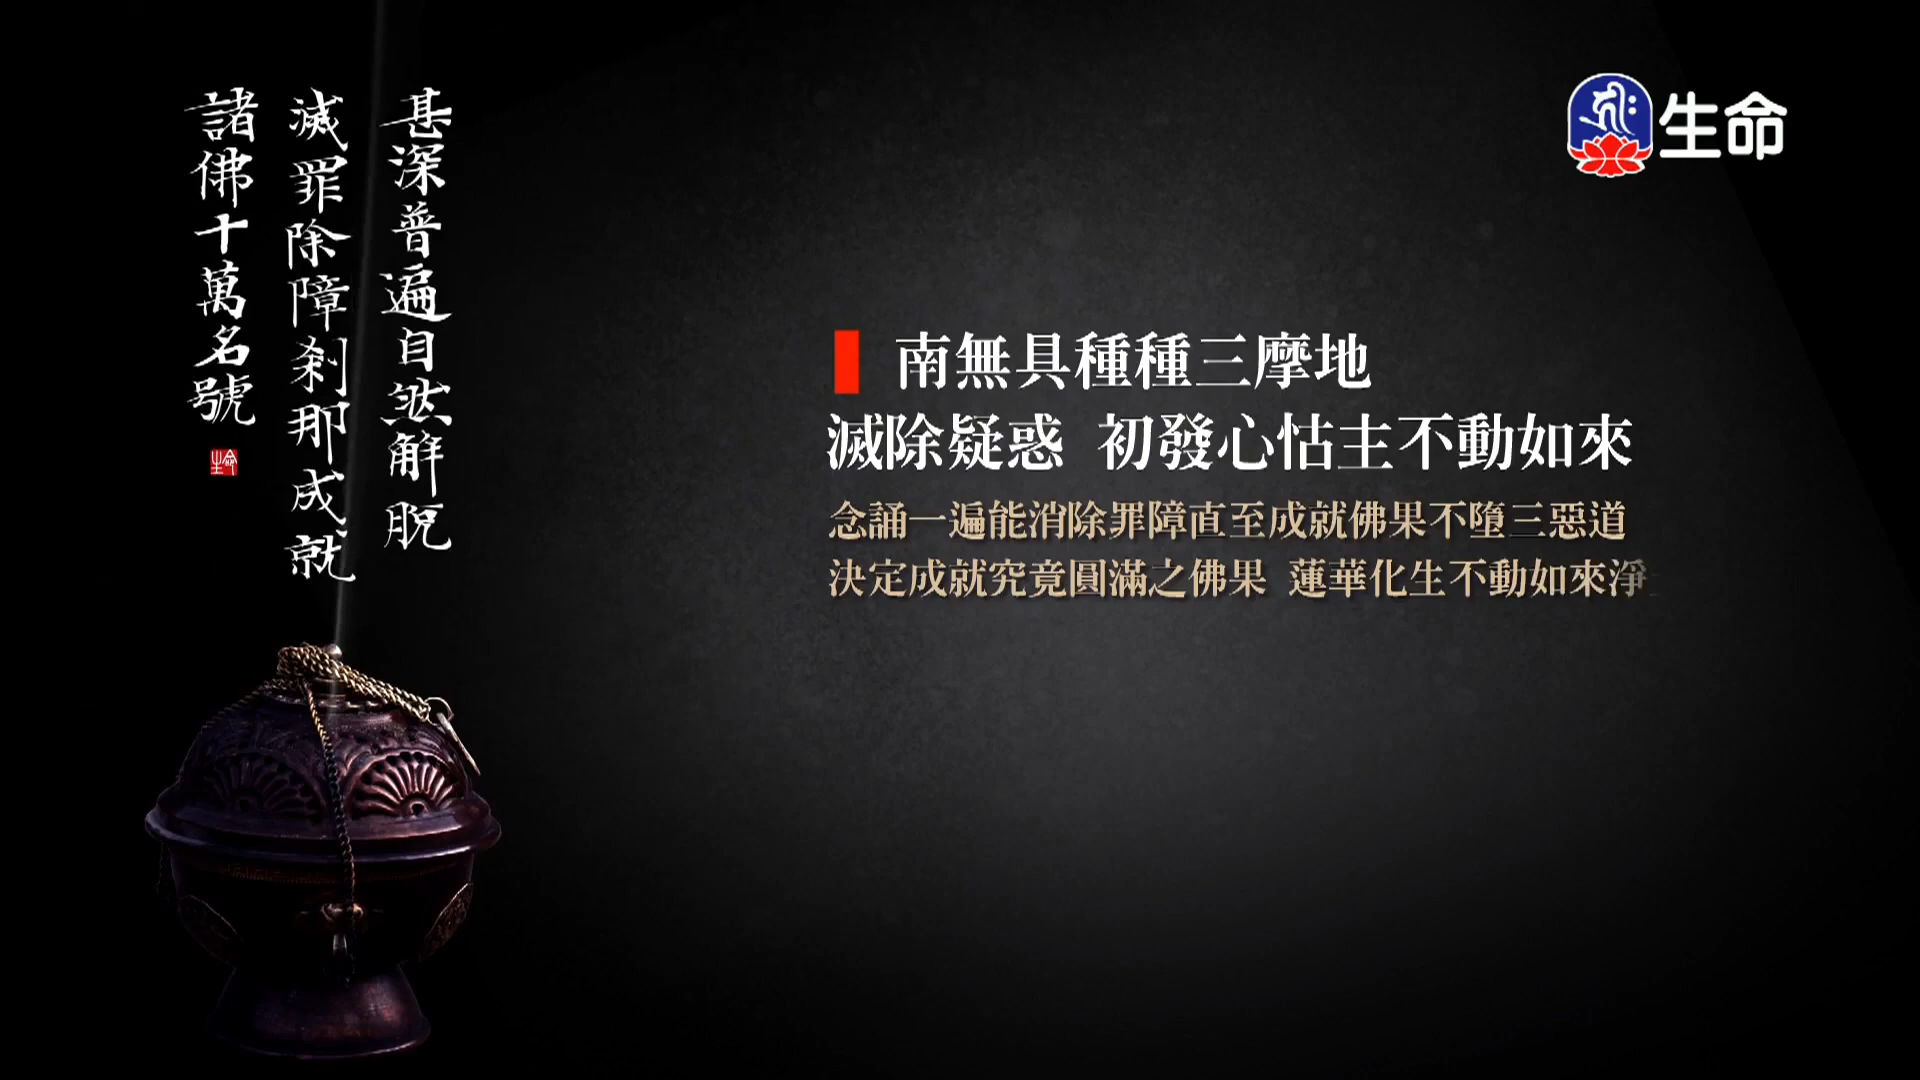 甚深普遍自然解脫
滅罪除障剎那成就
諸佛十萬名號
生命
生命
南無具種種三摩地
滅除疑惑 初發心怙主不動如來
念誦一遍能消除罪障直至成就佛果不墮三惡道
決定成就究竟圓滿之佛果 蓮華化生不動如來淨